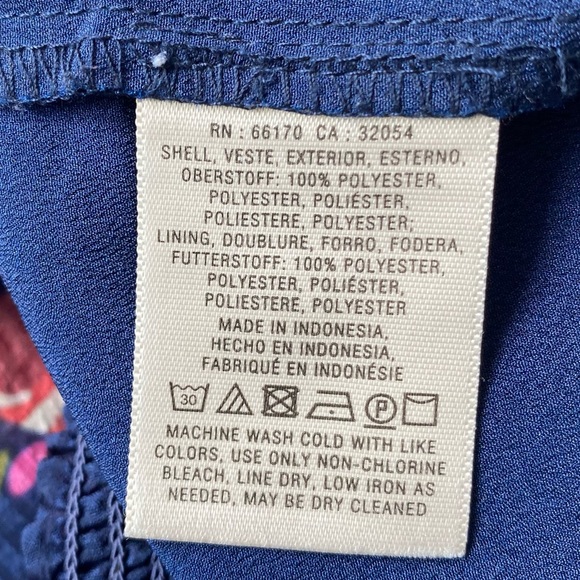 RN : 66170 CA : 32054
SHELL, VESTE, EXTERIOR, ESTERNO,
OBERSTOFF: 100% POLYESTER,
POLYESTER, POLIÉSTER,
POLIESTERE, POLYESTER;
LINING, DOUBLURE, FORRO, FODERA,
FUTTERSTOFF: 100% POLYESTER,
POLYESTER, POLIÉSTER,
POLIESTERE, POLYESTER
MADE IN INDONESIA,
HECHO EN INDONESIA,
FABRIQUÉ EN INDONÉSIE
30 P
MACHINE WASH COLD WITH LIKE
COLORS, USE ONLY NON-CHLORINE
BLEACH, LINE DRY, LOW IRON AS
NEEDED, MAY BE DRY CLEANED